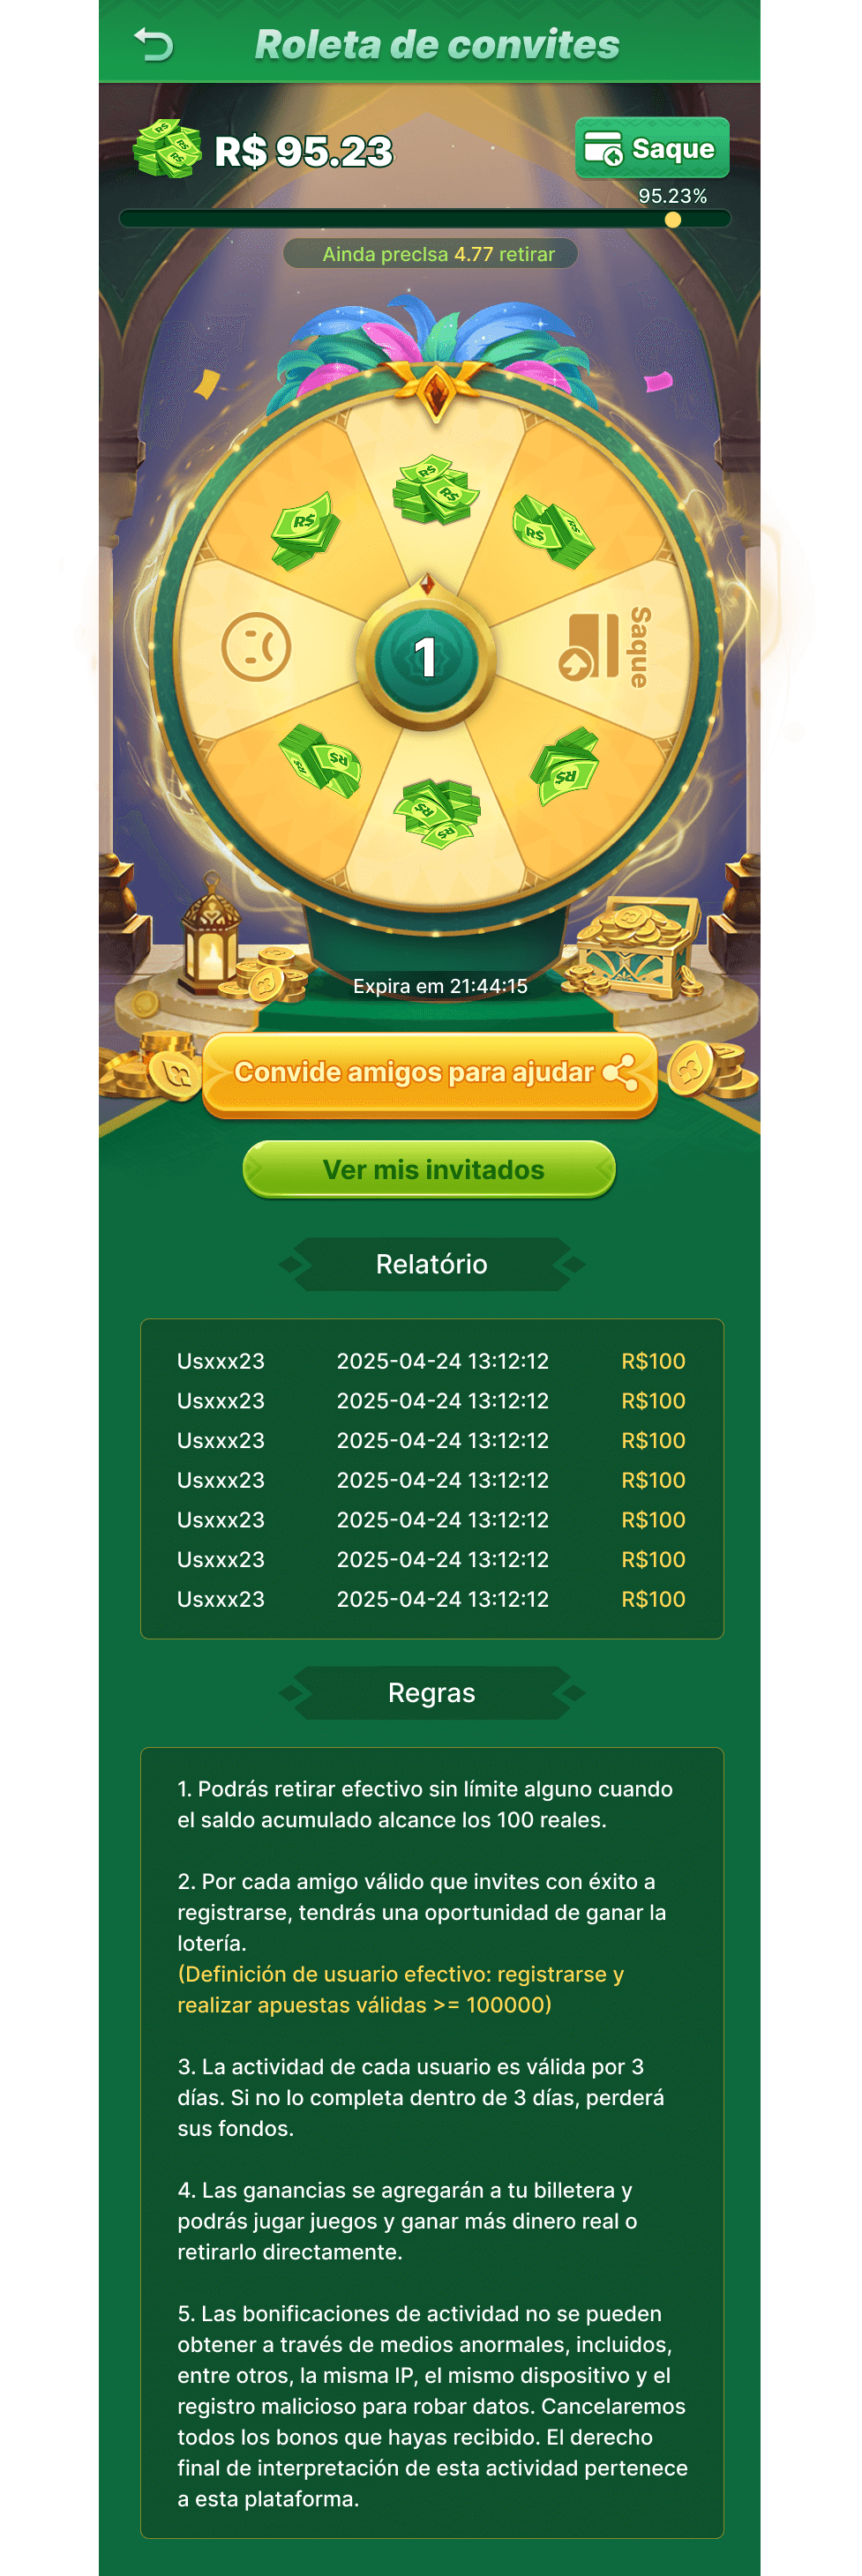 Roleta de convites
R$ 95.23
Saque
95.23%
Ainda preclsa 4.77 retirar
R$
R$
R$
R$
R$
Saque
1
R$
R$
R$
R$
R$
R$
Expira em 21:44:15
Convide amigos para ajudar
Ver mis invitados
Relatório
Usxxx23 2025-04-24 13:12:12 R$100
Usxxx23 2025-04-24 13:12:12 R$100
Usxxx23 2025-04-24 13:12:12 R$100
Usxxx23 2025-04-24 13:12:12 R$100
Usxxx23 2025-04-24 13:12:12 R$100
Usxxx23 2025-04-24 13:12:12 R$100
Usxxx23 2025-04-24 13:12:12 R$100
Regras
1. Podrás retirar efectivo sin límite alguno cuando
el saldo acumulado alcance los 100 reales.
2. Por cada amigo válido que invites con éxito a
registrarse, tendrás una oportunidad de ganar la
lotería.
(Definición de usuario efectivo: registrarse y
realizar apuestas válidas >= 100000)
3. La actividad de cada usuario es válida por 3
días. Si no lo completa dentro de 3 días, perderá
sus fondos.
4. Las ganancias se agregarán a tu billetera y
podrás jugar juegos y ganar más dinero real o
retirarlo directamente.
5. Las bonificaciones de actividad no se pueden
obtener a través de medios anormales, incluidos,
entre otros, la misma IP, el mismo dispositivo y el
registro malicioso para robar datos. Cancelaremos
todos los bonos que hayas recibido. El derecho
final de interpretación de esta actividad pertenece
a esta plataforma.